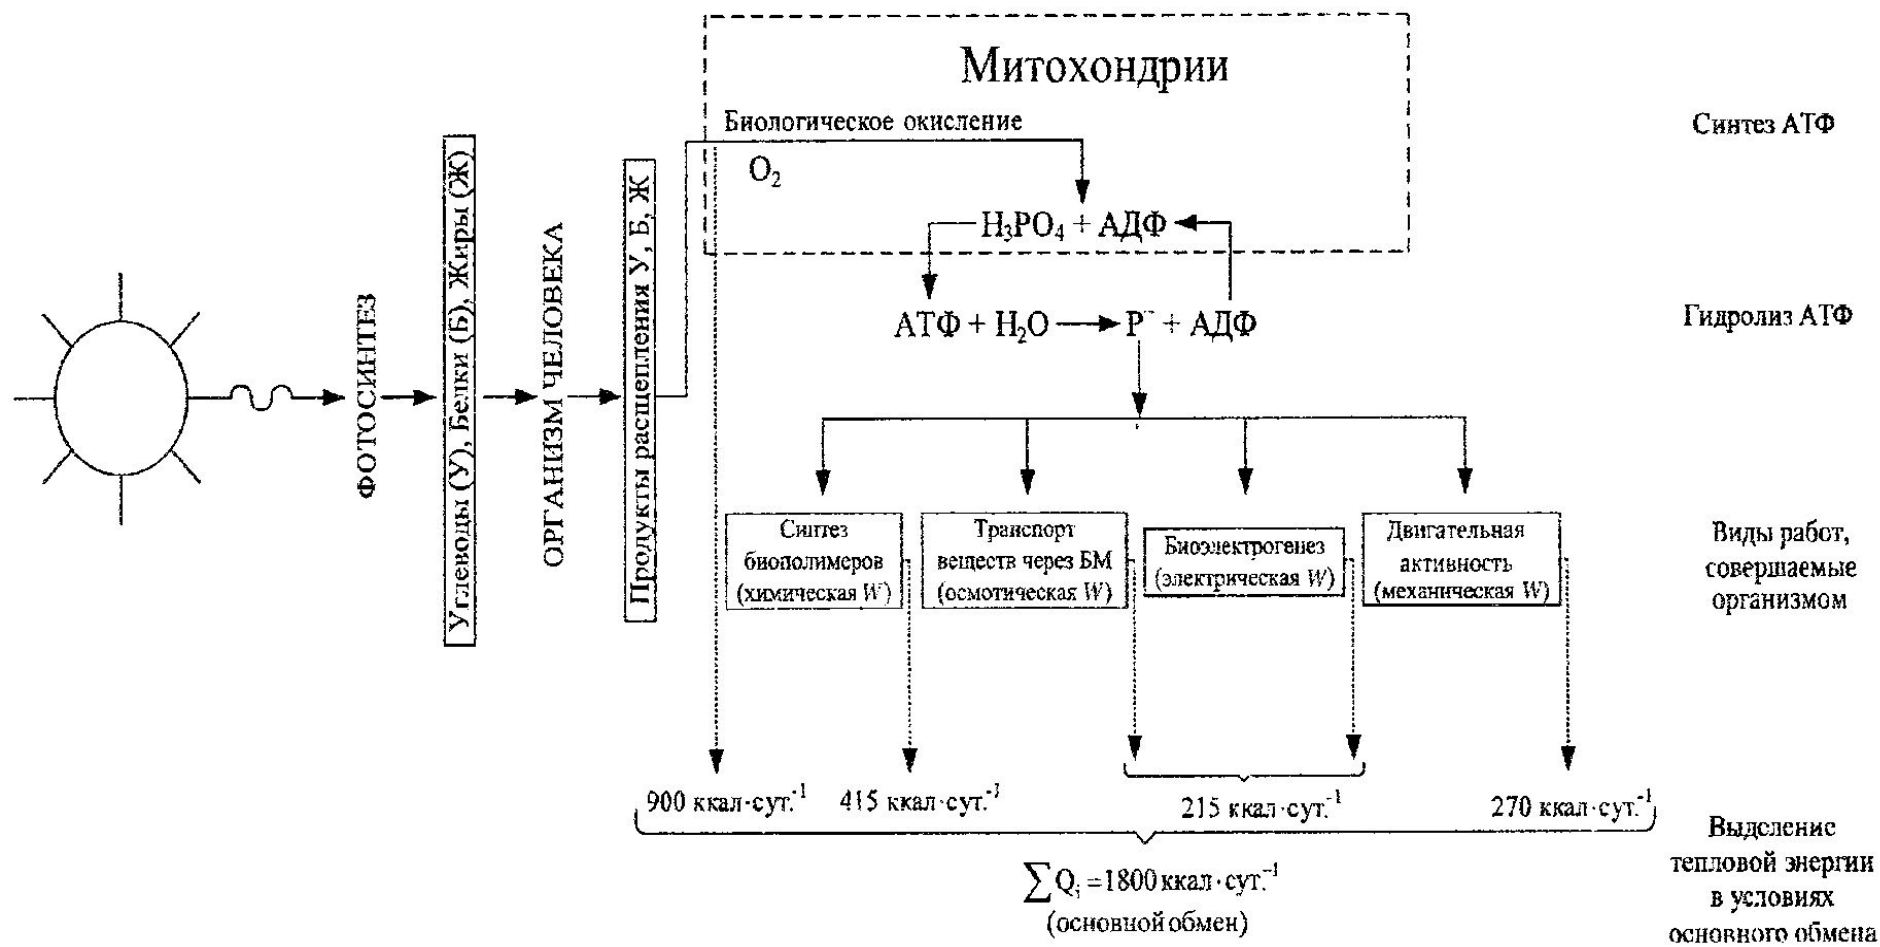 Митохондрии
Биологическое окисление
O₂
H₃PO₄ + АДФ
Синтез АТФ
АТФ + H₂O → P~ + АДФ
Гидролиз АТФ
ФОТОСИНТЕЗ
Углеводы (У), Белки (Б), Жиры (Ж)
ОРГАНИЗМ ЧЕЛОВЕКА
Продукты расщепления У, Б, Ж
Синтез
биополимеров
(химическая W)
Транспорт
веществ через БМ
(осмотическая W)
Биоэлектрогенез
(электрическая W)
Двигательная
активность
(механическая W)
Виды работ,
совершаемые
организмом
900 ккал·сут.⁻¹
415 ккал·сут.⁻¹
215 ккал·сут.⁻¹
270 ккал·сут.⁻¹
∑Qᵢ =1800 ккал·сут.⁻¹
(основной обмен)
Выделение
тепловой энергии
в условиях
основного обмена